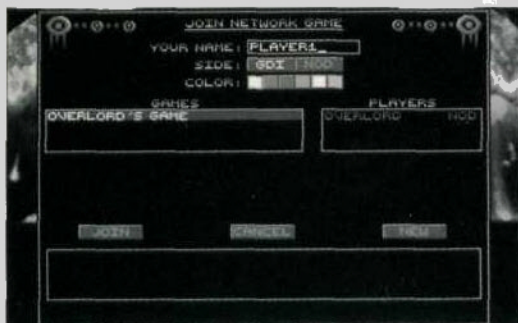 JOIN NETWORK GAME
YOUR NAME: PLAYER1_
SIDE: GDI NOD
COLOR:
GAMES PLAYERS
OVERLORD'S GAME OVERLORD NOD
JOIN CANCEL NEW